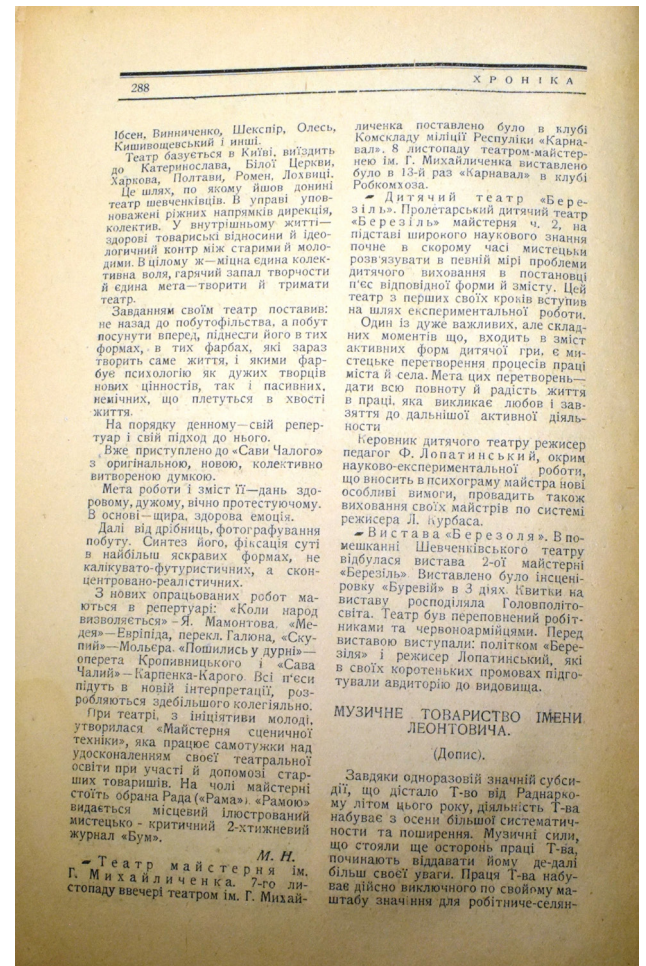 288
ХРОНІКА
Ібсен, Винниченко, Шекспір, Олесь,
Кишивощевський і инші.
Театр базується в Київі, виїздить
до Катеринослава, Білої Церкви,
Харкова, Полтави, Ромен, Лохвиці.
Це шлях, по якому йшов донині
театр шевченківців. В управі упов-
новажені ріжних напрямків дирекція,
колектив. У внутрішньому житті—
здорові товариські відносини й ідео-
логичний контр між старими й моло-
дими. В цілому ж—міцна єдина колек-
тивна воля, гарячий запал творчости
й єдина мета—творити й тримати
театр.
Завданням своїм театр поставив:
не назад до побутофільства, а побут
посунути вперед, піднести його в тих
формах, в тих фарбах, які зараз
творить саме життя, і якими фар-
бує психологію як дужих творців
нових цінностів, так і пасивних,
немічних, що плетуться в хвості
життя.
На порядку денному—свій репер-
туар і свій підход до нього.
Вже приступлено до «Сави Чалого»
з оригінальною, новою, колективно
витвореною думкою.
Мета роботи і зміст її—дань здо-
ровому, дужому, вічно протестуючому.
В основі—щира, здорова емоція.
Далі від дрібниць, фотографування
побуту. Синтез його, фіксація суті
в найбільш яскравих формах, не
калікувато-футуристичних, а скон-
центровано-реалістичних.
З нових опрацьованих робот ма-
ються в репертуарі: «Коли народ
визволяється»—Я. Мамонтова, «Ме-
дея»—Евріпіда, перекл. Галюна, «Ску-
пий»—Мольєра. «Пошились у дурні»—
оперета Кропивницького і «Сава
Чалий»—Карпенка-Карого. Всі п'єси
підуть в новій інтерпретації, роз-
робляються здебільшого колегіяльно.
При театрі, з ініціятиви молоді,
утворилася «Майстерня сценичної
техніки», яка працює самотужки над
удосконаленням своєї театральної
освіти при участі й допомозі стар-
ших товаришів. На чолі майстерні
стоїть обрана Рада («Рама»). «Рамою»
видається місцевий ілюстрований
мистецько-критичний 2-хтижневий
журнал «Бум».
М. Н.
— Театр майстерня ім.
Г. Михайличенка. 7-го ли-
стопаду ввечері театром ім. Г. Михай-
личенка поставлено було в клубі
Комскладу міліції Респуліки «Карна-
вал». 8 листопаду театром-майстер-
нею ім. Г. Михайличенка виставлено
було в 13-й раз «Карнавал» в клубі
Робкомхоза.
— Дитячий театр «Бере-
зіль». Пролетарський дитячий театр
«Березіль» майстерня ч. 2, на
підставі широкого наукового знання
почне в скорому часі мистецьки
розв'язувати в певній мірі проблеми
дитячого виховання в постановці
п'єс відповідної форми й змісту. Цей
театр з перших своїх кроків вступив
на шлях експериментальної роботи.
Один із дуже важливих, але склад-
них моментів що, входить в зміст
активних форм дитячої гри, є ми-
стецьке перетворення процесів праці
міста й села. Мета цих перетворень—
дати всю повноту й радість життя
в праці, яка викликає любов і зав-
зяття до дальнішої активної діяль-
ности
Керовник дитячого театру режисер
педагог Ф. Лопатинський, окрим
науково-експериментальної роботи,
що вносить в психограму майстра нові
особливі вимоги, провадить також
виховання своїх майстрів по системі
режисера Л. Курбаса.
— Вистава «Березоля». В по-
мешканні Шевченківського театру
відбулася вистава 2-ої майстерні
«Березіль». Виставлено було інсцені-
ровку «Буревій» в 3 діях. Квитки на
виставу росподіляла Головполіто-
світа. Театр був переповнений робіт-
никами та червоноармійцями. Перед
виставою виступали: політком «Бере-
зіля» і режисер Лопатинський, які
в своїх коротеньких промовах підго-
тували авдиторію до видовища.
МУЗИЧНЕ ТОВАРИСТВО ІМЕНИ
ЛЕОНТОВИЧА.
(Допис).
Завдяки одноразовій значній субси-
дії, що дістало Т-во від Раднарко-
му літом цього року, діяльність Т-ва
набуває з осени більшої систематич-
ности та поширення. Музичні сили,
що стояли ще осторонь праці Т-ва,
починають віддавати йому де-далі
більш своєї уваги. Праця Т-ва набу-
ває дійсно виключного по свойому ма-
штабу значіння для робітниче-селян-